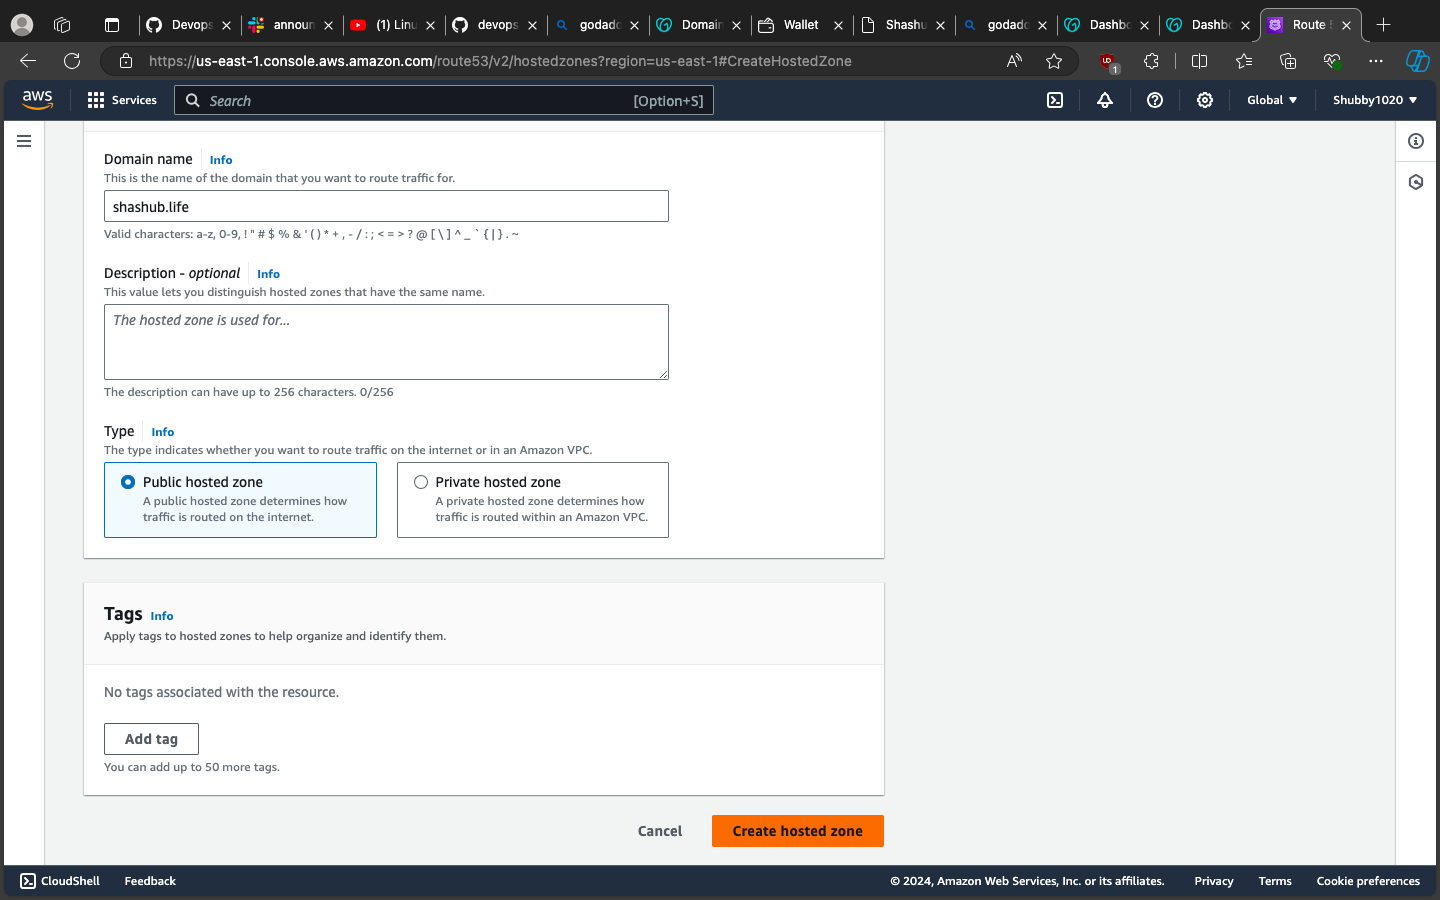 Devops
announ
(1) Linu
devops
godadd
Domain
Wallet
Shashu
godadd
Dashbo
Dashbo
Route
https://us-east-1.console.aws.amazon.com/route53/v2/hostedzones?region=us-east-1#CreateHostedZone
1
aws
Services
Search
[Option+S]
Global
Shubby1020
Domain name Info
This is the name of the domain that you want to route traffic for.
shashub.life
Valid characters: a-z, 0-9, ! " # $ % & ' ( ) * + , - / : ; < = > ? @ [ \ ] ^ _ ` { | } . ~
Description - optional Info
This value lets you distinguish hosted zones that have the same name.
The hosted zone is used for...
The description can have up to 256 characters. 0/256
Type Info
The type indicates whether you want to route traffic on the internet or in an Amazon VPC.
Public hosted zone
A public hosted zone determines how
traffic is routed on the internet.
Private hosted zone
A private hosted zone determines how
traffic is routed within an Amazon VPC.
Tags Info
Apply tags to hosted zones to help organize and identify them.
No tags associated with the resource.
Add tag
You can add up to 50 more tags.
Cancel
Create hosted zone
CloudShell
Feedback
© 2024, Amazon Web Services, Inc. or its affiliates.
Privacy
Terms
Cookie preferences